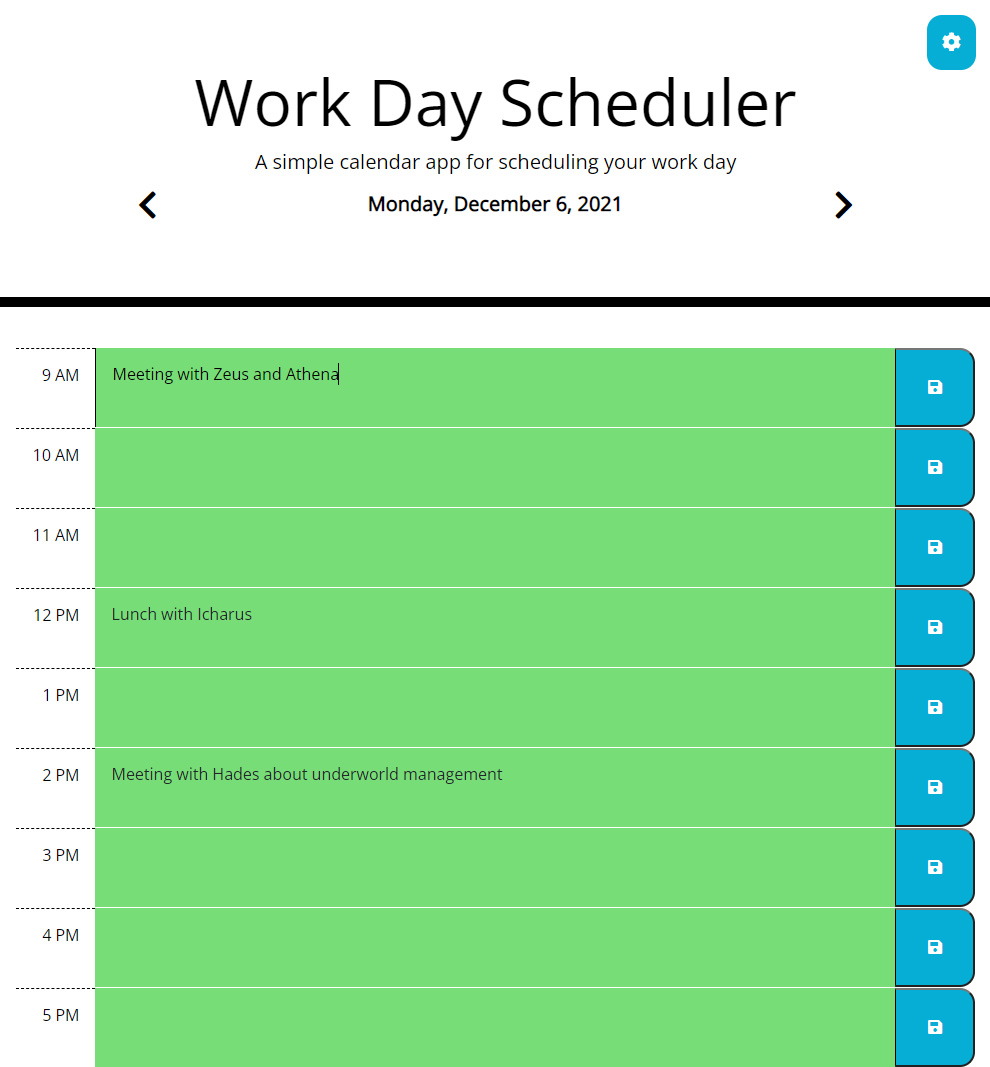 Work Day Scheduler
A simple calendar app for scheduling your work day
Monday, December 6, 2021
9 AM
Meeting with Zeus and Athena
10 AM
11 AM
12 PM
Lunch with Icharus
1 PM
2 PM
Meeting with Hades about underworld management
3 PM
4 PM
5 PM